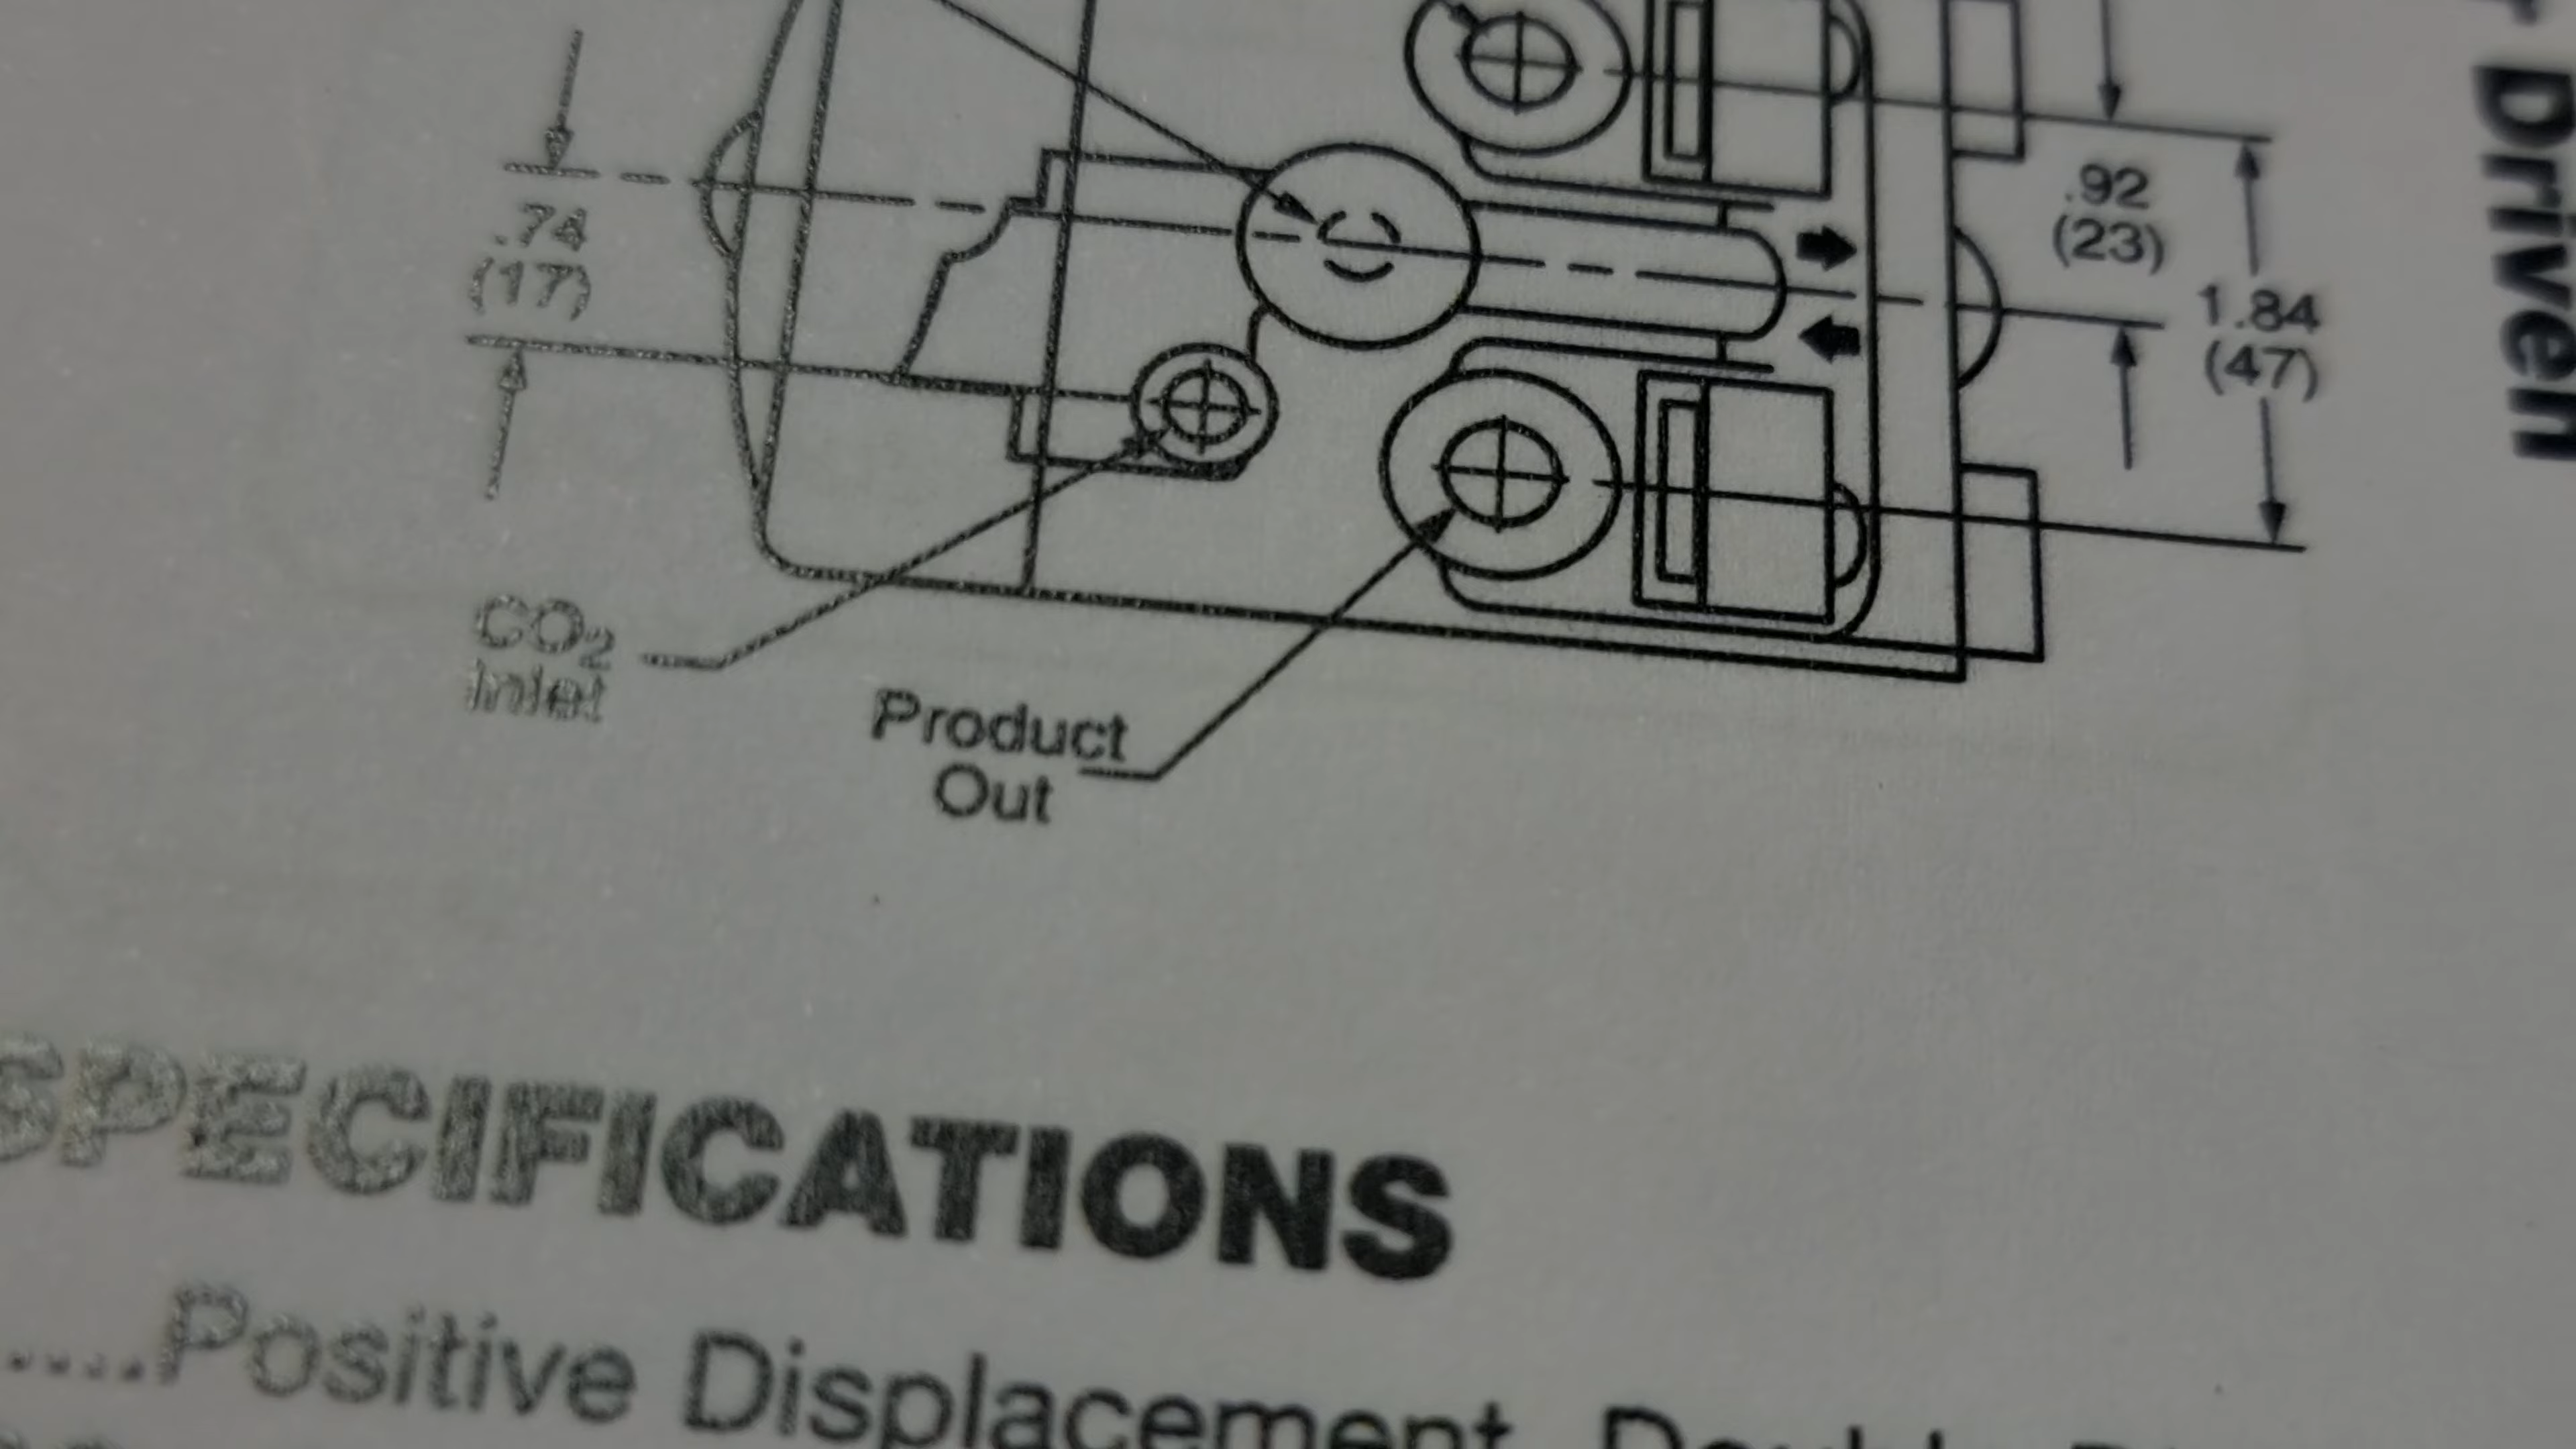 .74
(17)
.92
(23)
1.84
(47)
Driven
CO2
Inlet
Product
Out
SPECIFICATIONS
.....Positive Displacement,